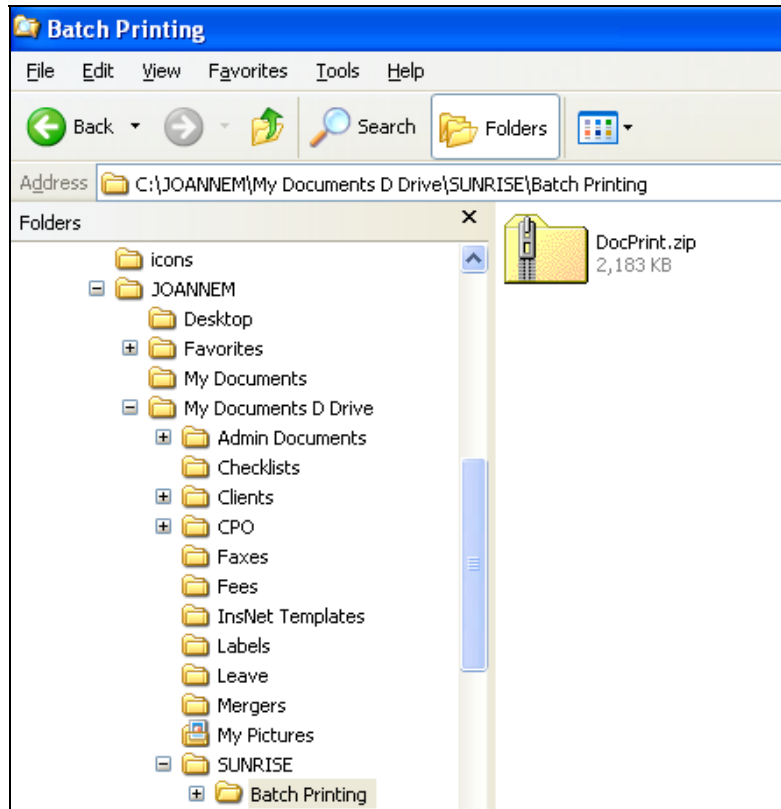 Batch Printing
File Edit View Favorites Tools Help
Back Search Folders
Address C:\JOANNEM\My Documents D Drive\SUNRISE\Batch Printing
Folders
icons
JOANNEM
Desktop
Favorites
My Documents
My Documents D Drive
Admin Documents
Checklists
Clients
CPO
Faxes
Fees
InsNet Templates
Labels
Leave
Mergers
My Pictures
SUNRISE
Batch Printing
DocPrint.zip
2,183 KB